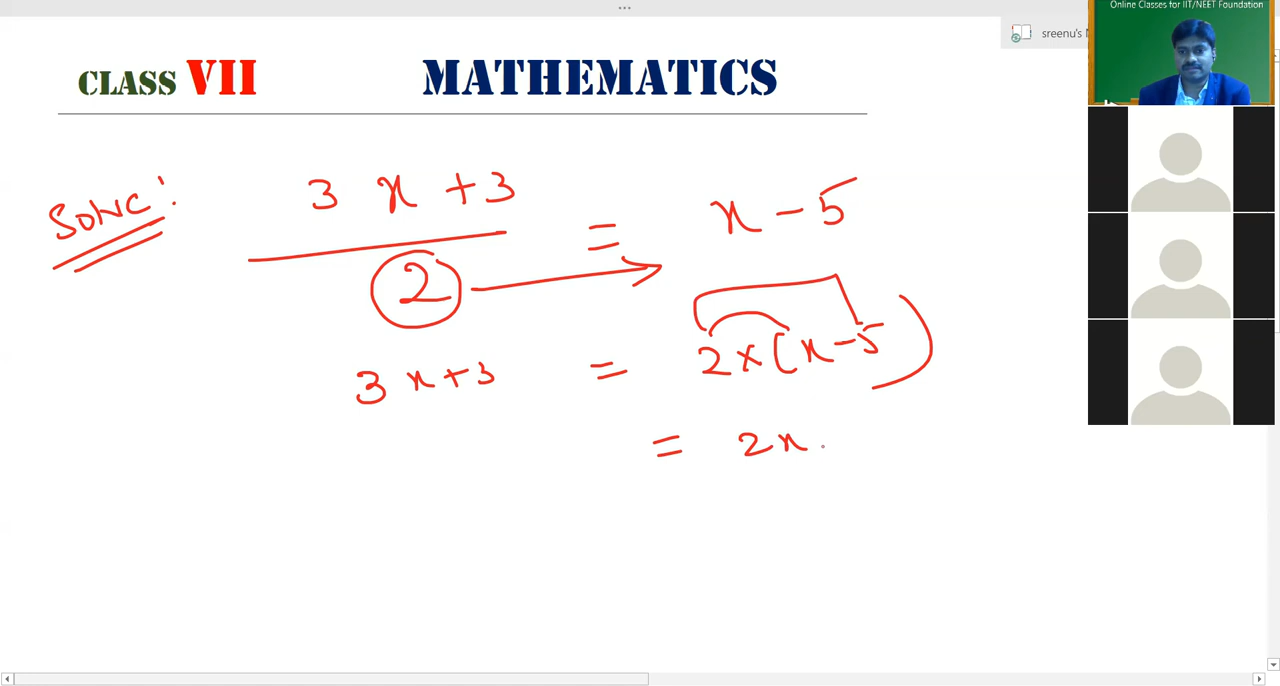 Online Classes for IIT/NEET Foundation
sreenu's
CLASS VII MATHEMATICS
Solve:
3x+3
= x-5
2
3x+3 = 2×(x-5)
= 2x